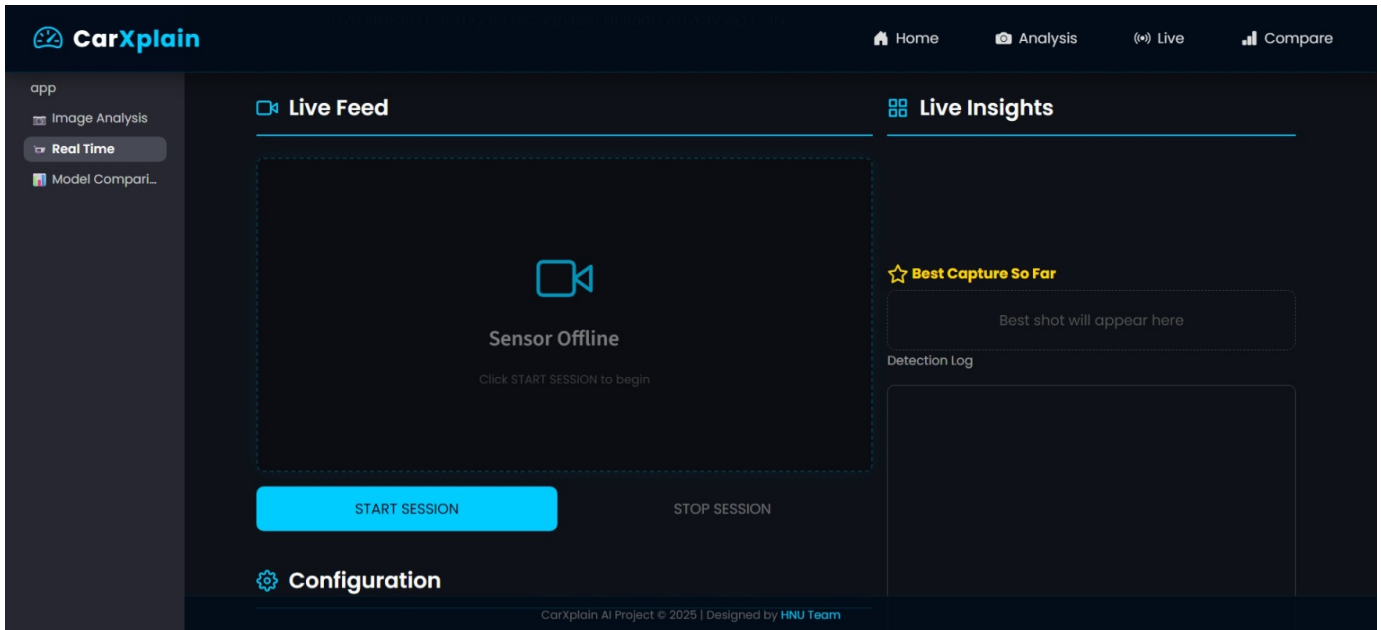 CarXplain
Home
Analysis
Live
Compare
app
Image Analysis
Real Time
Model Compari...
Live Feed
Sensor Offline
Click START SESSION to begin
START SESSION
STOP SESSION
Configuration
Live Insights
Best Capture So Far
Best shot will appear here
Detection Log
CarXplain AI Project © 2025 | Designed by HNU Team